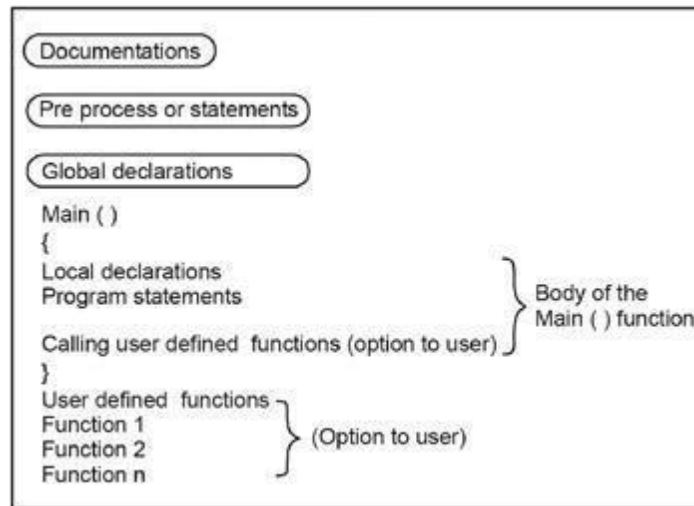 Documentations
Pre process or statements
Global declarations
Main ( )
{
Local declarations
Program statements
Body of the
Main ( ) function
Calling user defined functions (option to user)
}
User defined functions
Function 1
Function 2
(Option to user)
Function n